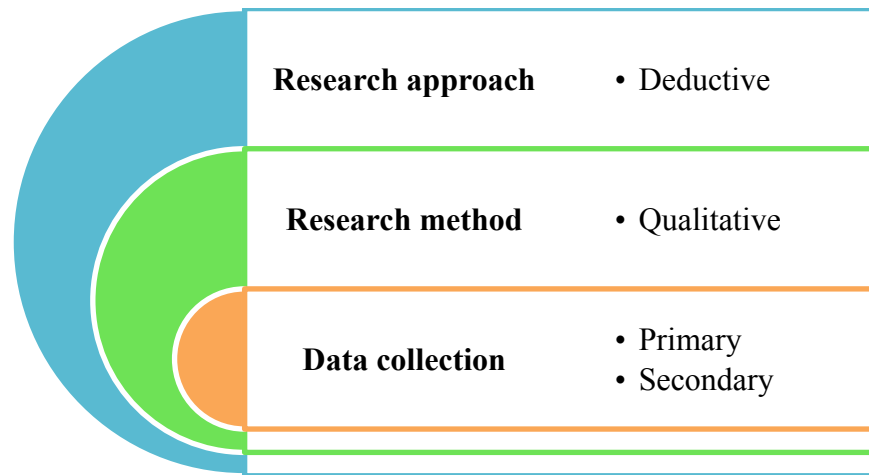 Research approach
• Deductive
Research method
• Qualitative
Data collection
• Primary
• Secondary